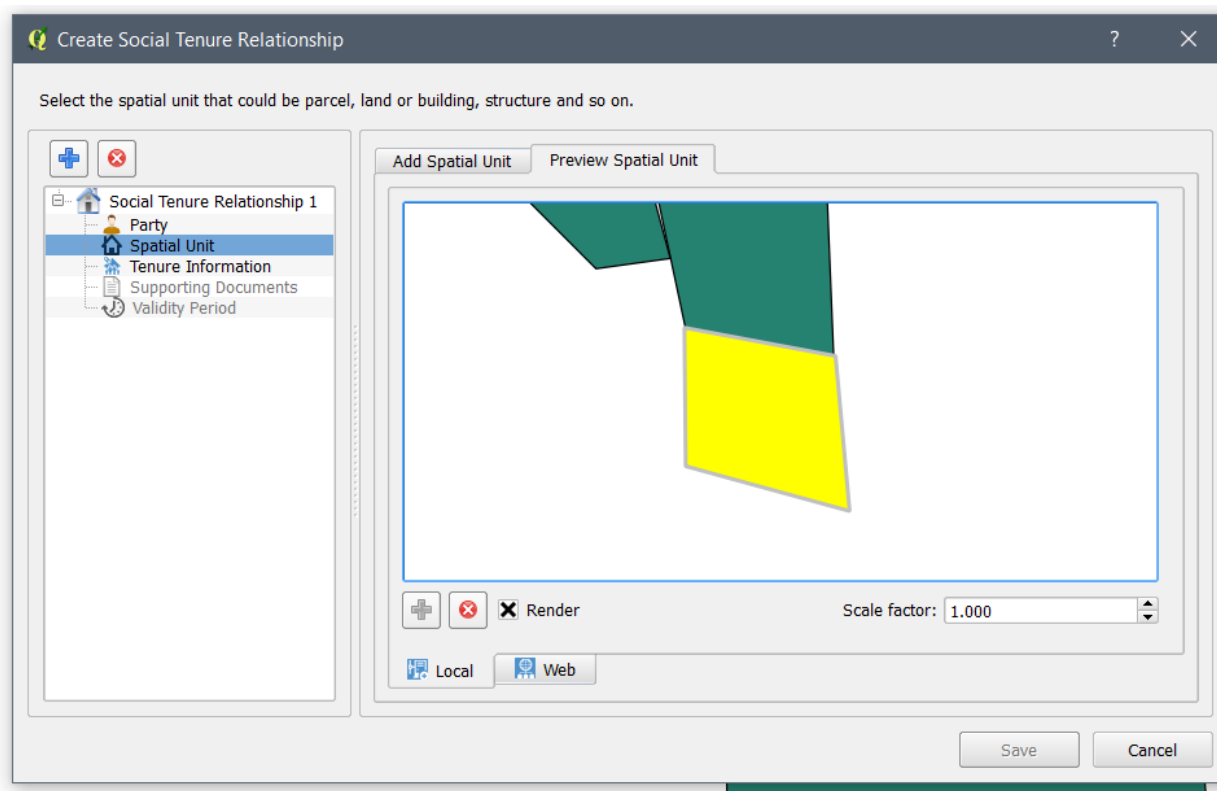 Create Social Tenure Relationship
?
Select the spatial unit that could be parcel, land or building, structure and so on.
Social Tenure Relationship 1
Party
Spatial Unit
Tenure Information
Supporting Documents
Validity Period
Add Spatial Unit
Preview Spatial Unit
Render
Scale factor: 1.000
Local
Web
Save
Cancel